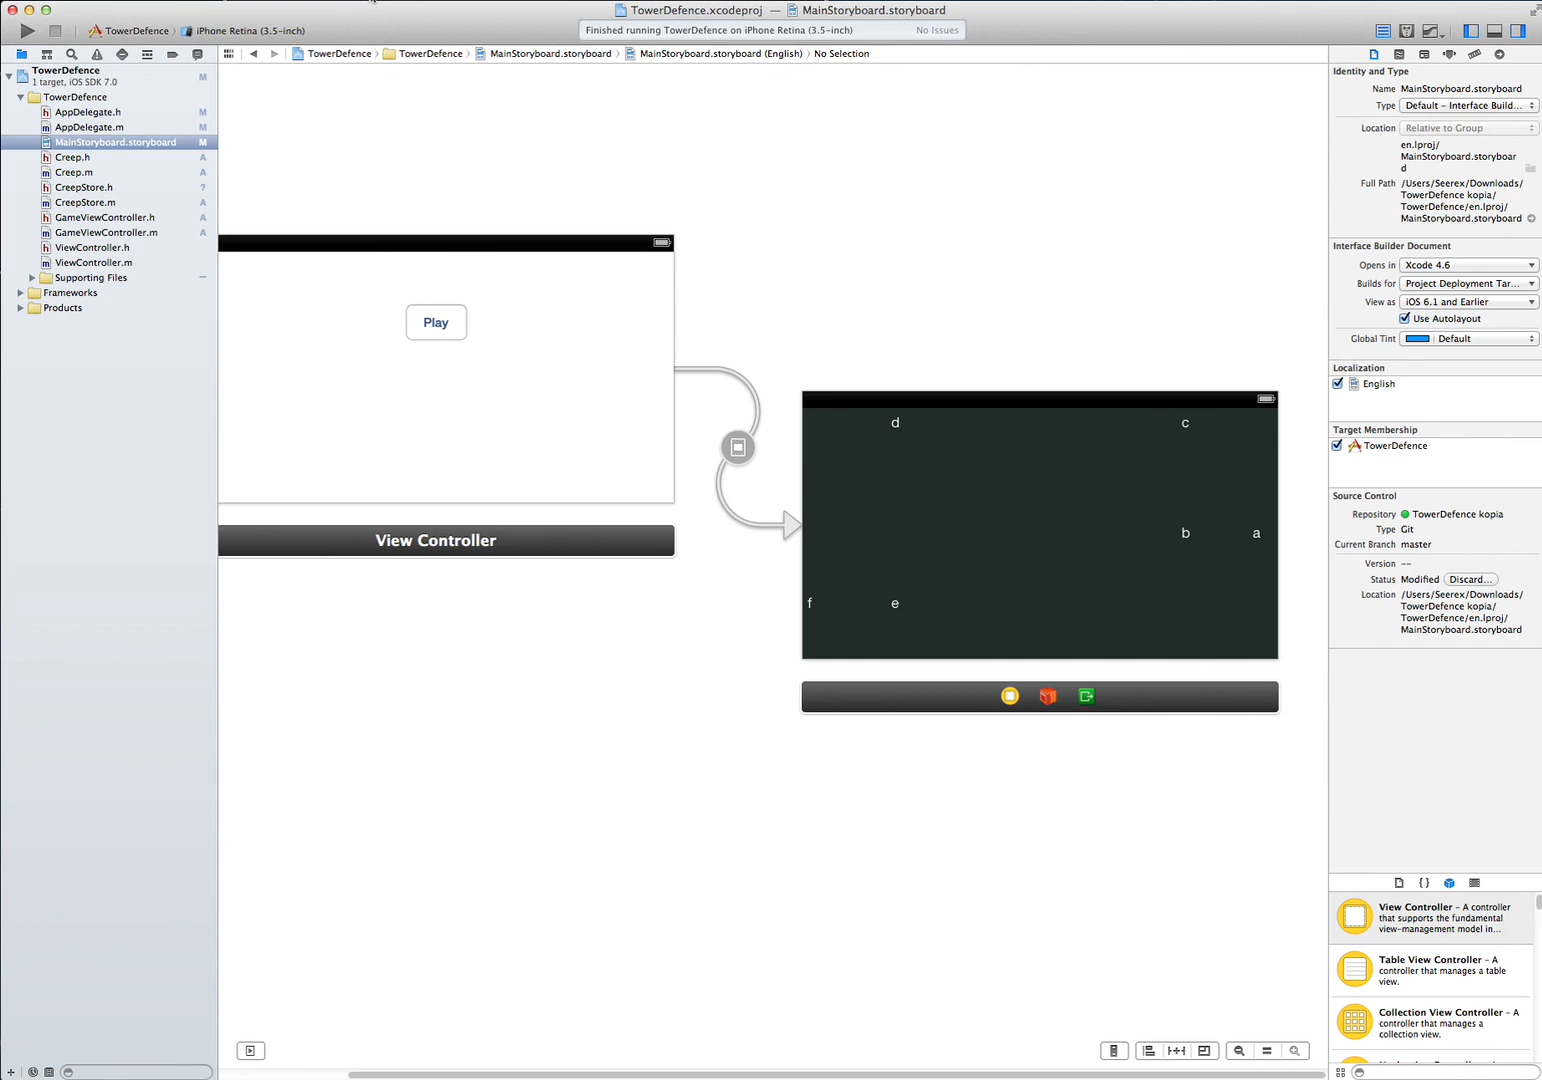 TowerDefence.xcodeproj — MainStoryboard.storyboard
TowerDefence
iPhone Retina (3.5-inch)
Finished running TowerDefence on iPhone Retina (3.5-inch)
No Issues
TowerDefence
TowerDefence
MainStoryboard.storyboard
MainStoryboard.storyboard (English)
No Selection
TowerDefence
M
1 target, iOS SDK 7.0
TowerDefence
AppDelegate.h
M
AppDelegate.m
M
MainStoryboard.storyboard
M
Creep.h
A
Creep.m
A
CreepStore.h
?
CreepStore.m
A
GameViewController.h
A
GameViewController.m
A
ViewController.h
ViewController.m
Supporting Files
Frameworks
Products
Play
View Controller
d
c
b
a
f
e
Identity and Type
Name MainStoryboard.storyboard
Type Default - Interface Build...
Location Relative to Group
en.lproj/
MainStoryboard.storyboar
d
Full Path /Users/Seerex/Downloads/
TowerDefence kopia/
TowerDefence/en.lproj/
MainStoryboard.storyboard
Interface Builder Document
Opens in Xcode 4.6
Builds for Project Deployment Tar...
View as iOS 6.1 and Earlier
Use Autolayout
Global Tint Default
Localization
English
Target Membership
TowerDefence
Source Control
Repository TowerDefence kopia
Type Git
Current Branch master
Version --
Status Modified Discard...
Location /Users/Seerex/Downloads/
TowerDefence kopia/
TowerDefence/en.lproj/
MainStoryboard.storyboard
View Controller - A controller
that supports the fundamental
view-management model in...
Table View Controller - A
controller that manages a table
view.
Collection View Controller - A
controller that manages a
collection view.